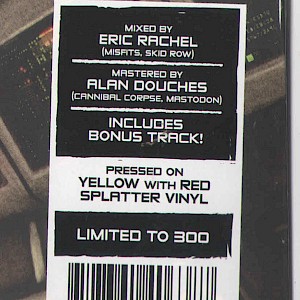 MIXED BY
ERIC RACHEL
(MISFITS, SKID ROW)
MASTERED BY
ALAN DOUCHES
(CANNIBAL CORPSE, MASTODON)
INCLUDES
BONUS TRACK!
PRESSED ON
YELLOW WITH RED
SPLATTER VINYL
LIMITED TO 300